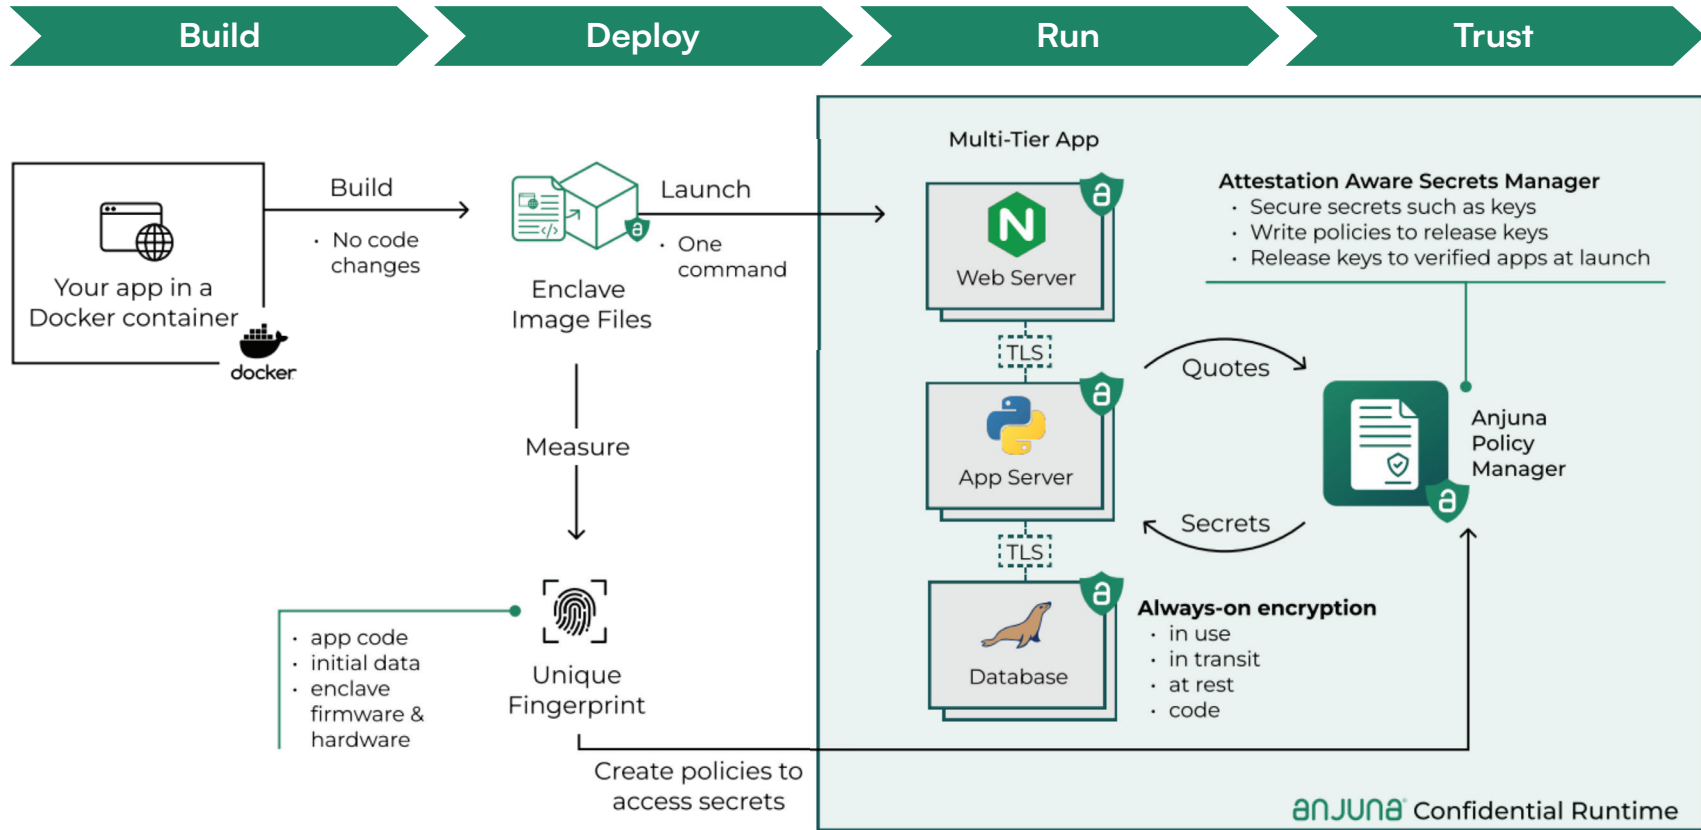 Build
Deploy
Run
Trust
Your app in a
Docker container
docker
Build
• No code
changes
Enclave
Image Files
Launch
• One
command
Measure
Unique
Fingerprint
• app code
• initial data
• enclave
firmware &
hardware
Create policies to
access secrets
Multi-Tier App
a
Web Server
TLS
a
App Server
TLS
a
Database
Quotes
Secrets
Attestation Aware Secrets Manager
• Secure secrets such as keys
• Write policies to release keys
• Release keys to verified apps at launch
Anjuna
Policy
Manager
a
Always-on encryption
• in use
• in transit
• at rest
• code
anjuna Confidential Runtime